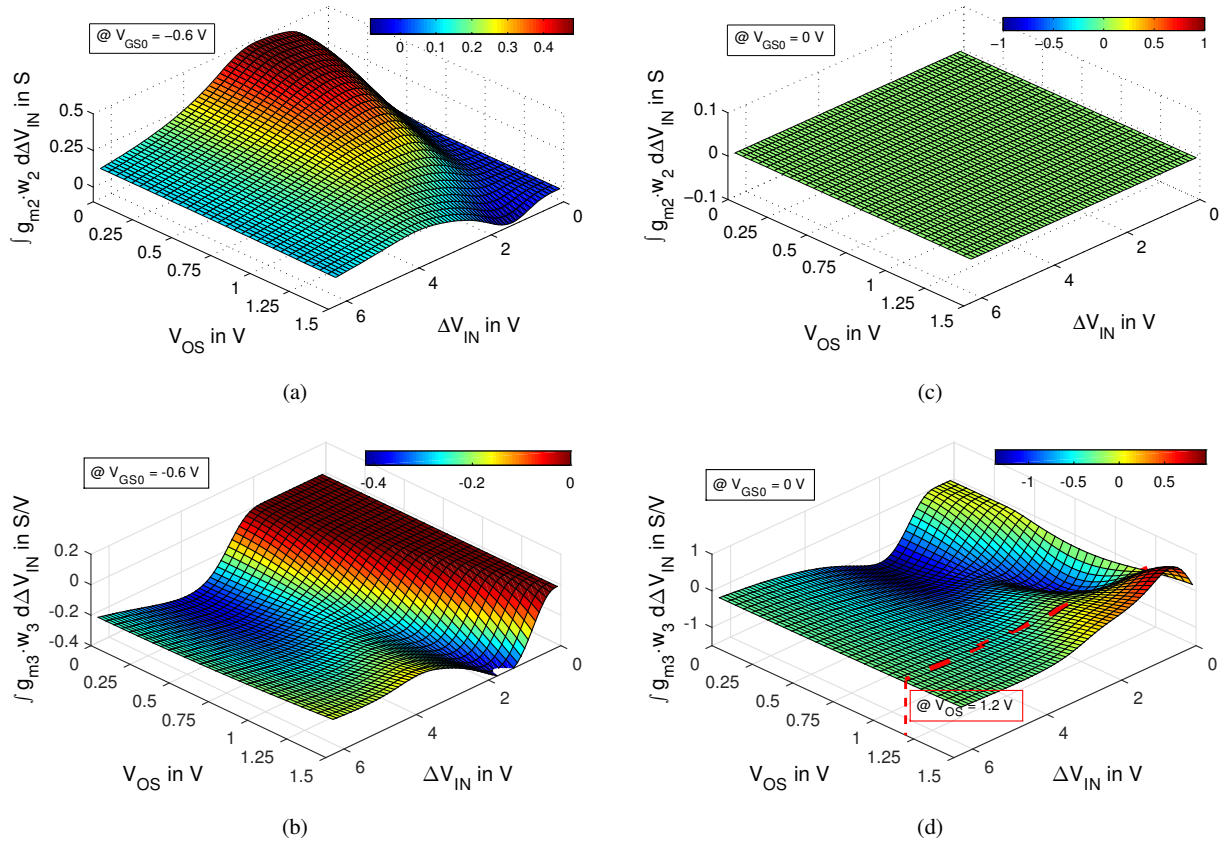 @ V_GS0 = −0.6 V
0 0.1 0.2 0.3 0.4
∫ g_m2·w_2 dΔV_IN in S
0.5
0.25
0
0 0.25 0.5 0.75 1 1.25 1.5
V_OS in V
6 4 2 0
ΔV_IN in V
(a)
@ V_GS0 = 0 V
−1 −0.5 0 0.5 1
∫ g_m2·w_2 dΔV_IN in S
0.1
0
−0.1
0 0.25 0.5 0.75 1 1.25 1.5
V_OS in V
6 4 2 0
ΔV_IN in V
(c)
@ V_GS0 = -0.6 V
-0.4 -0.2 0
∫ g_m3·w_3 dΔV_IN in S/V
0.2
0
-0.2
-0.4
0 0.25 0.5 0.75 1 1.25 1.5
V_OS in V
6 4 2 0
ΔV_IN in V
(b)
@ V_GS0 = 0 V
-1 -0.5 0 0.5
∫ g_m3·w_3 dΔV_IN in S/V
1
0
-1
0 0.25 0.5 0.75 1 1.25 1.5
@ V_OS = 1.2 V
V_OS in V
6 4 2 0
ΔV_IN in V
(d)